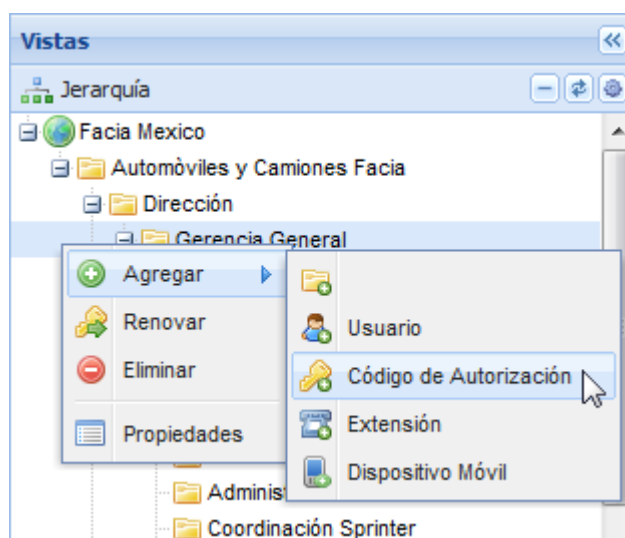 Vistas
Jerarquía
Facia Mexico
Automòviles y Camiones Facia
Dirección
Gerencia General
Agregar
Renovar
Usuario
Eliminar
Código de Autorización
Propiedades
Extensión
Dispositivo Móvil
Adminis
Coordinación Sprinter